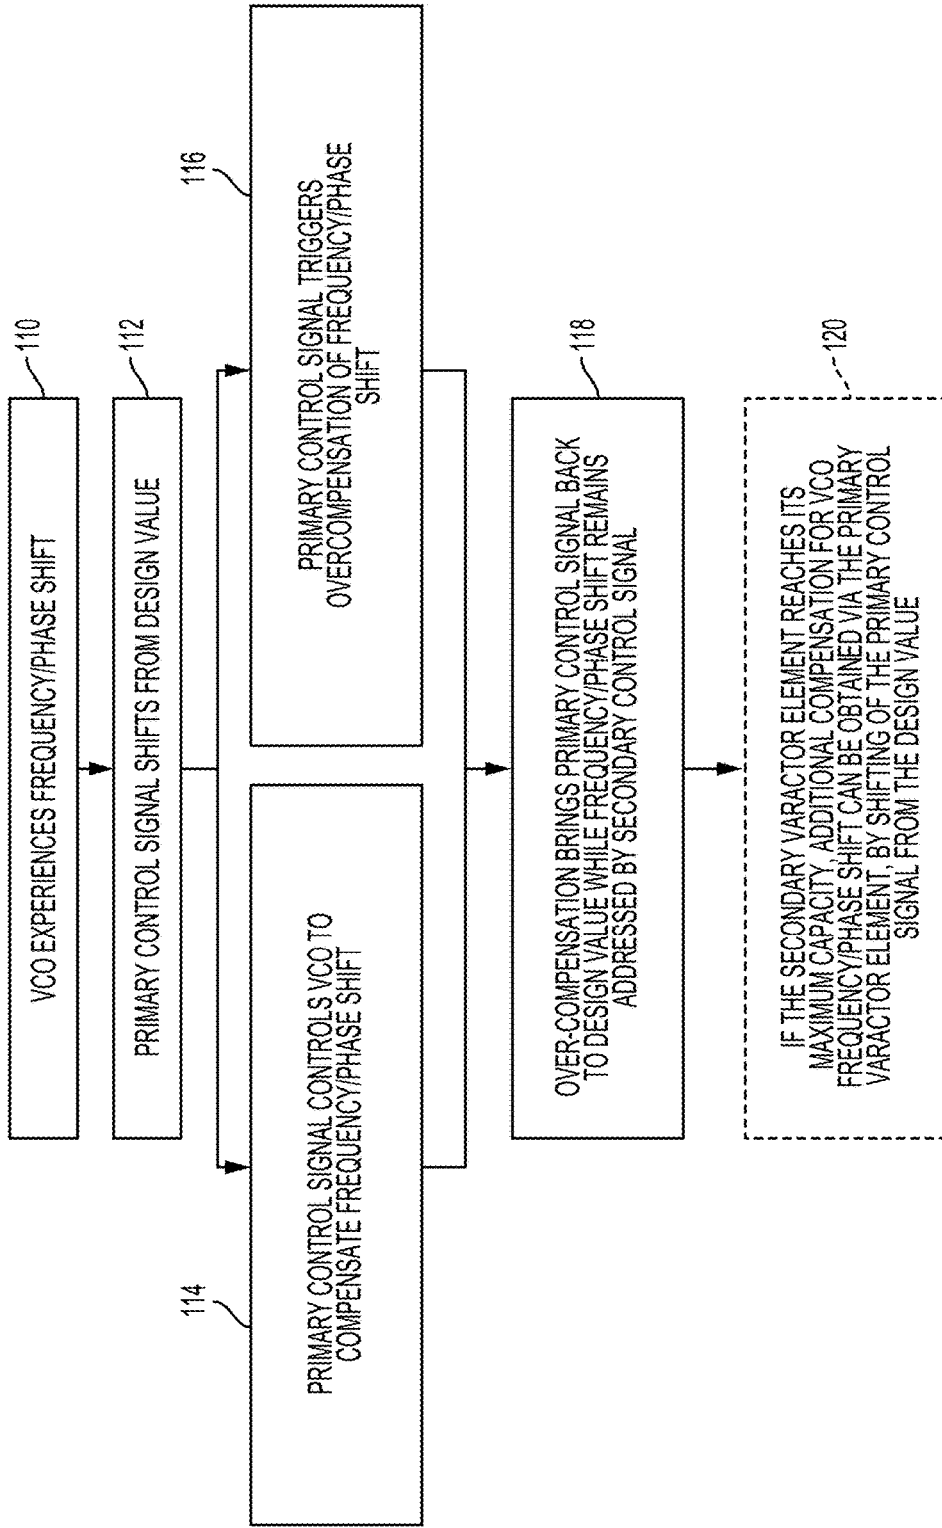 110
VCO EXPERIENCES FREQUENCY/PHASE SHIFT
112
PRIMARY CONTROL SIGNAL SHIFTS FROM DESIGN VALUE
114
PRIMARY CONTROL SIGNAL CONTROLS VCO TO
COMPENSATE FREQUENCY/PHASE SHIFT
116
PRIMARY CONTROL SIGNAL TRIGGERS
OVERCOMPENSATION OF FREQUENCY/PHASE
SHIFT
118
OVER-COMPENSATION BRINGS PRIMARY CONTROL SIGNAL BACK
TO DESIGN VALUE WHILE FREQUENCY/PHASE SHIFT REMAINS
ADDRESSED BY SECONDARY CONTROL SIGNAL
120
IF THE SECONDARY VARACTOR ELEMENT REACHES ITS
MAXIMUM CAPACITY, ADDITIONAL COMPENSATION FOR VCO
FREQUENCY/PHASE SHIFT CAN BE OBTAINED VIA THE PRIMARY
VARACTOR ELEMENT, BY SHIFTING OF THE PRIMARY CONTROL
SIGNAL FROM THE DESIGN VALUE